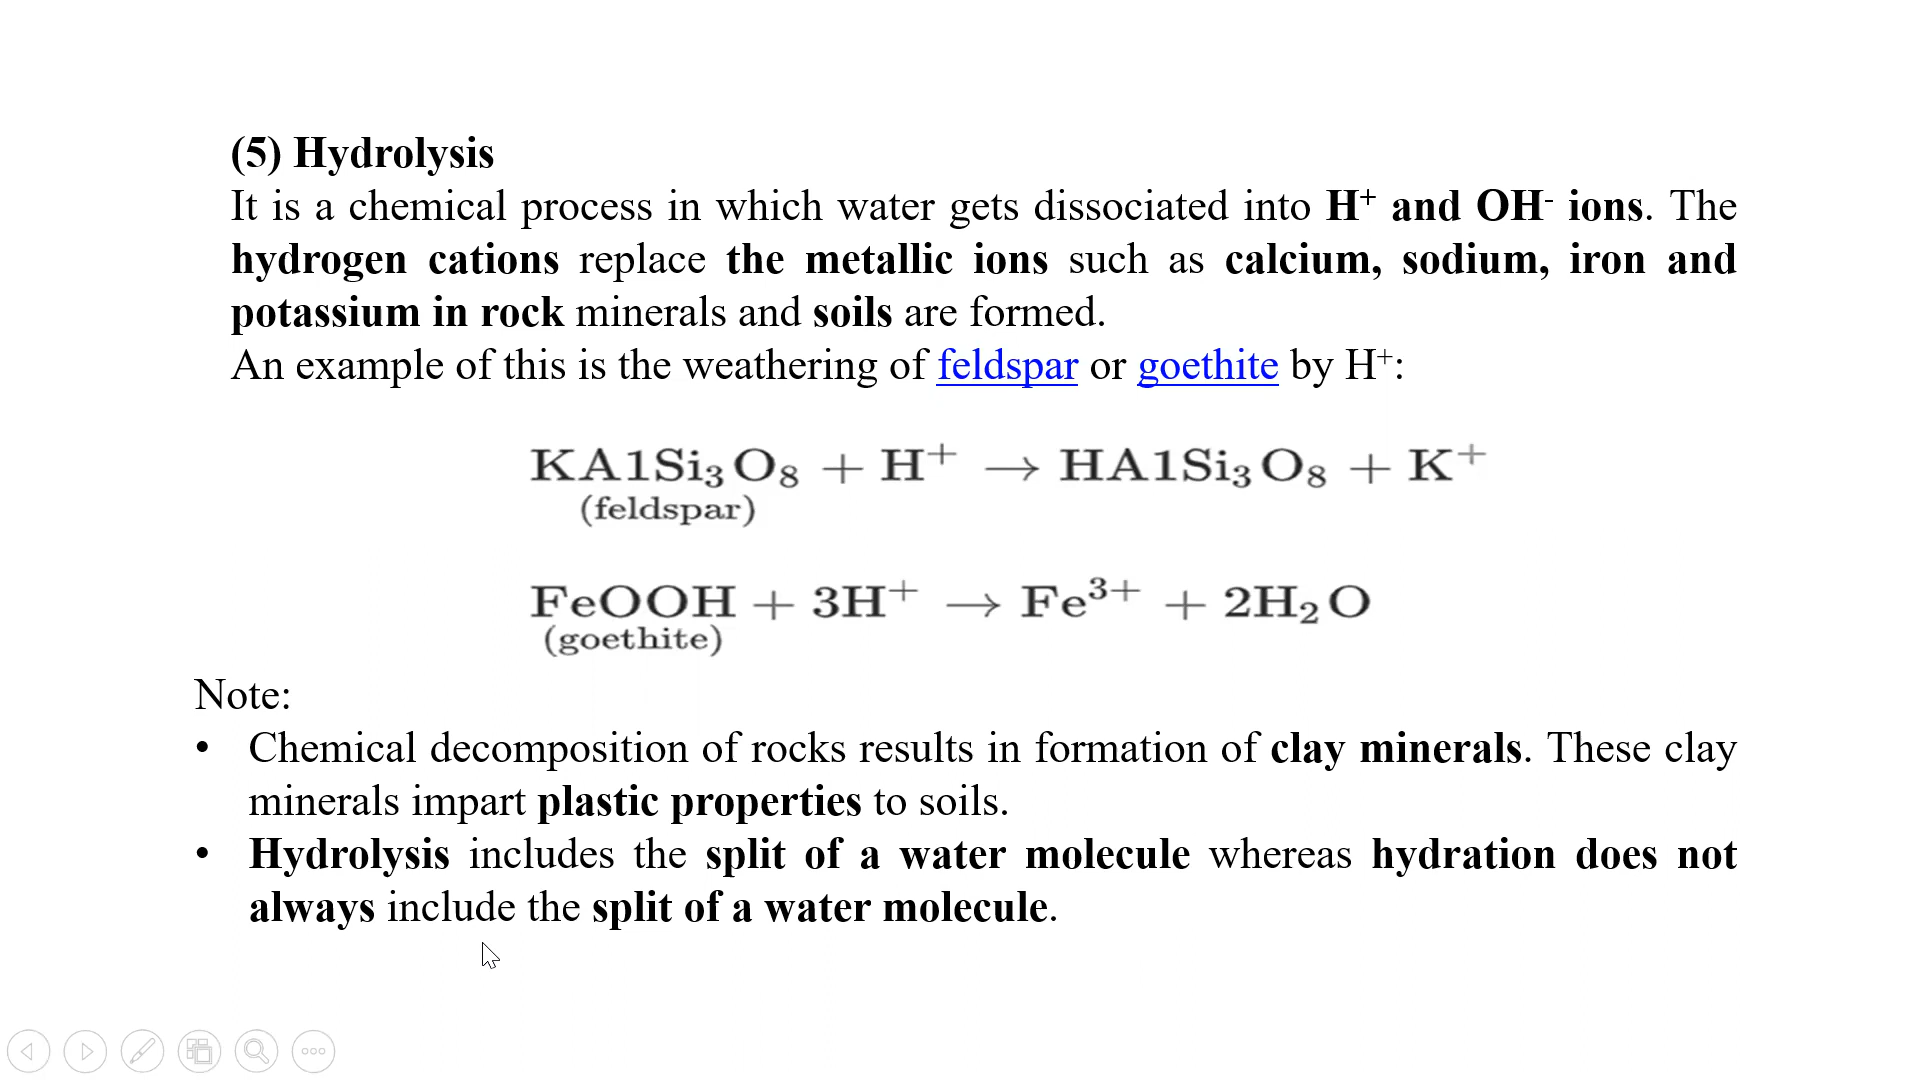 (5) Hydrolysis
It is a chemical process in which water gets dissociated into H⁺ and OH⁻ ions. The
hydrogen cations replace the metallic ions such as calcium, sodium, iron and
potassium in rock minerals and soils are formed.
An example of this is the weathering of feldspar or goethite by H⁺:
KA1Si₃O₈ + H⁺ → HA1Si₃O₈ + K⁺
(feldspar)
FeOOH + 3H⁺ → Fe³⁺ + 2H₂O
(goethite)
Note:
• Chemical decomposition of rocks results in formation of clay minerals. These clay
minerals impart plastic properties to soils.
• Hydrolysis includes the split of a water molecule whereas hydration does not
always include the split of a water molecule.